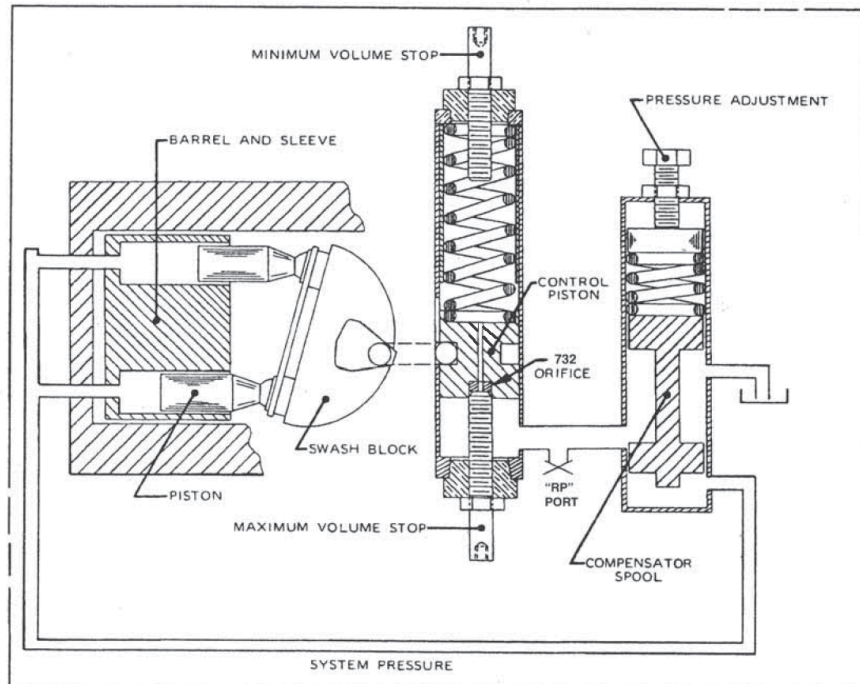 MINIMUM VOLUME STOP
PRESSURE ADJUSTMENT
BARREL AND SLEEVE
CONTROL
PISTON
732
ORIFICE
SWASH BLOCK
PISTON
"RP"
PORT
MAXIMUM VOLUME STOP
COMPENSATOR
SPOOL
SYSTEM PRESSURE